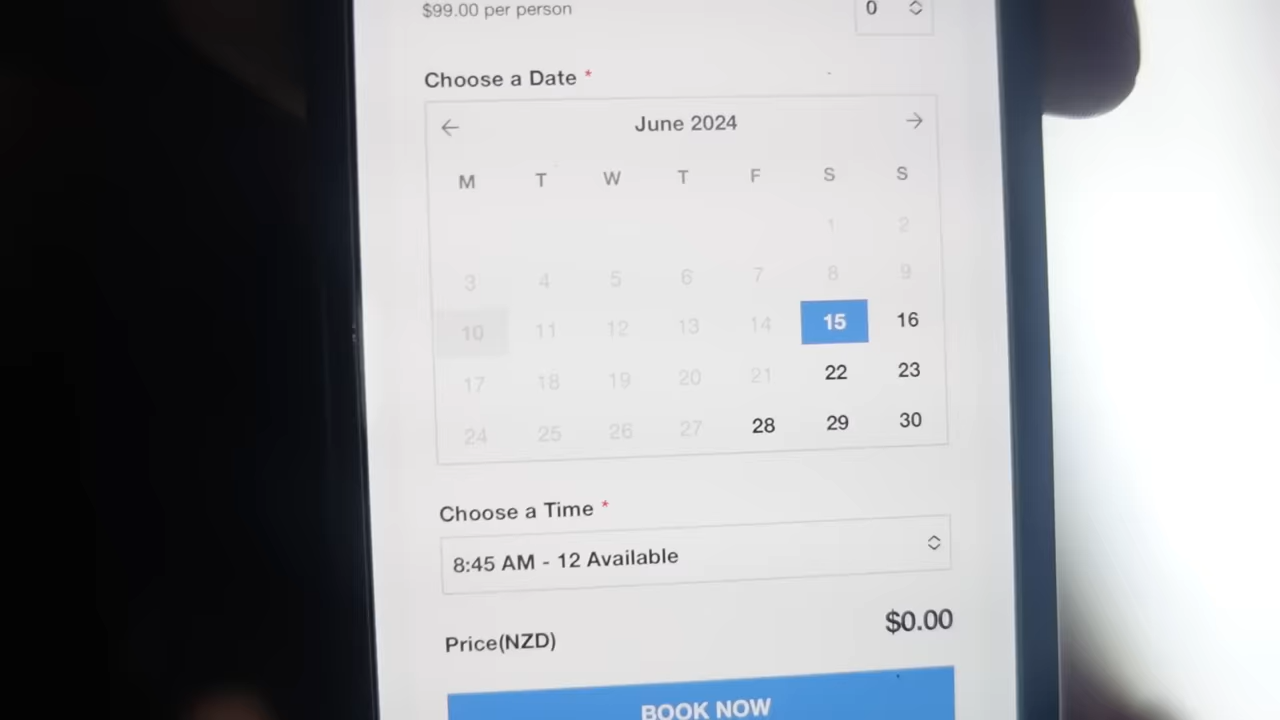 $99.00 per person
0
Choose a Date *
← June 2024 →
M T W T F S S
1 2
3 4 5 6 7 8 9
10 11 12 13 14 15 16
17 18 19 20 21 22 23
24 25 26 27 28 29 30
Choose a Time *
8:45 AM - 12 Available
Price(NZD) $0.00
BOOK NOW